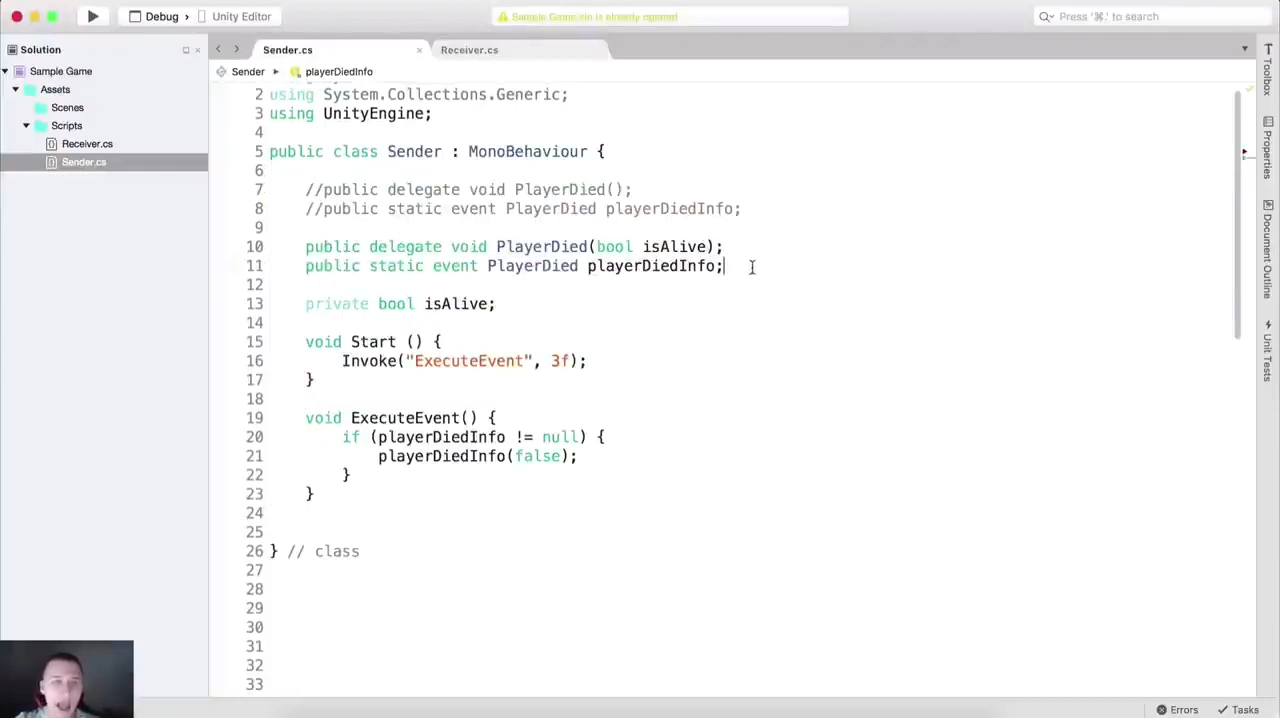 Debug
Unity Editor
Sample Game.sln is already opened
Press '⌘.' to search
Solution
Sender.cs
Receiver.cs
Sample Game
Assets
Scenes
Scripts
Receiver.cs
Sender.cs
Sender
playerDiedInfo
2 using System.Collections.Generic;
3 using UnityEngine;
4
5 public class Sender : MonoBehaviour {
6
7 //public delegate void PlayerDied();
8 //public static event PlayerDied playerDiedInfo;
9
10 public delegate void PlayerDied(bool isAlive);
11 public static event PlayerDied playerDiedInfo;
12
13 private bool isAlive;
14
15 void Start () {
16 Invoke("ExecuteEvent", 3f);
17 }
18
19 void ExecuteEvent() {
20 if (playerDiedInfo != null) {
21 playerDiedInfo(false);
22 }
23 }
24
25
26 } // class
27
28
29
30
31
32
33
Toolbox
Properties
Document Outline
Unit Tests
Errors
Tasks